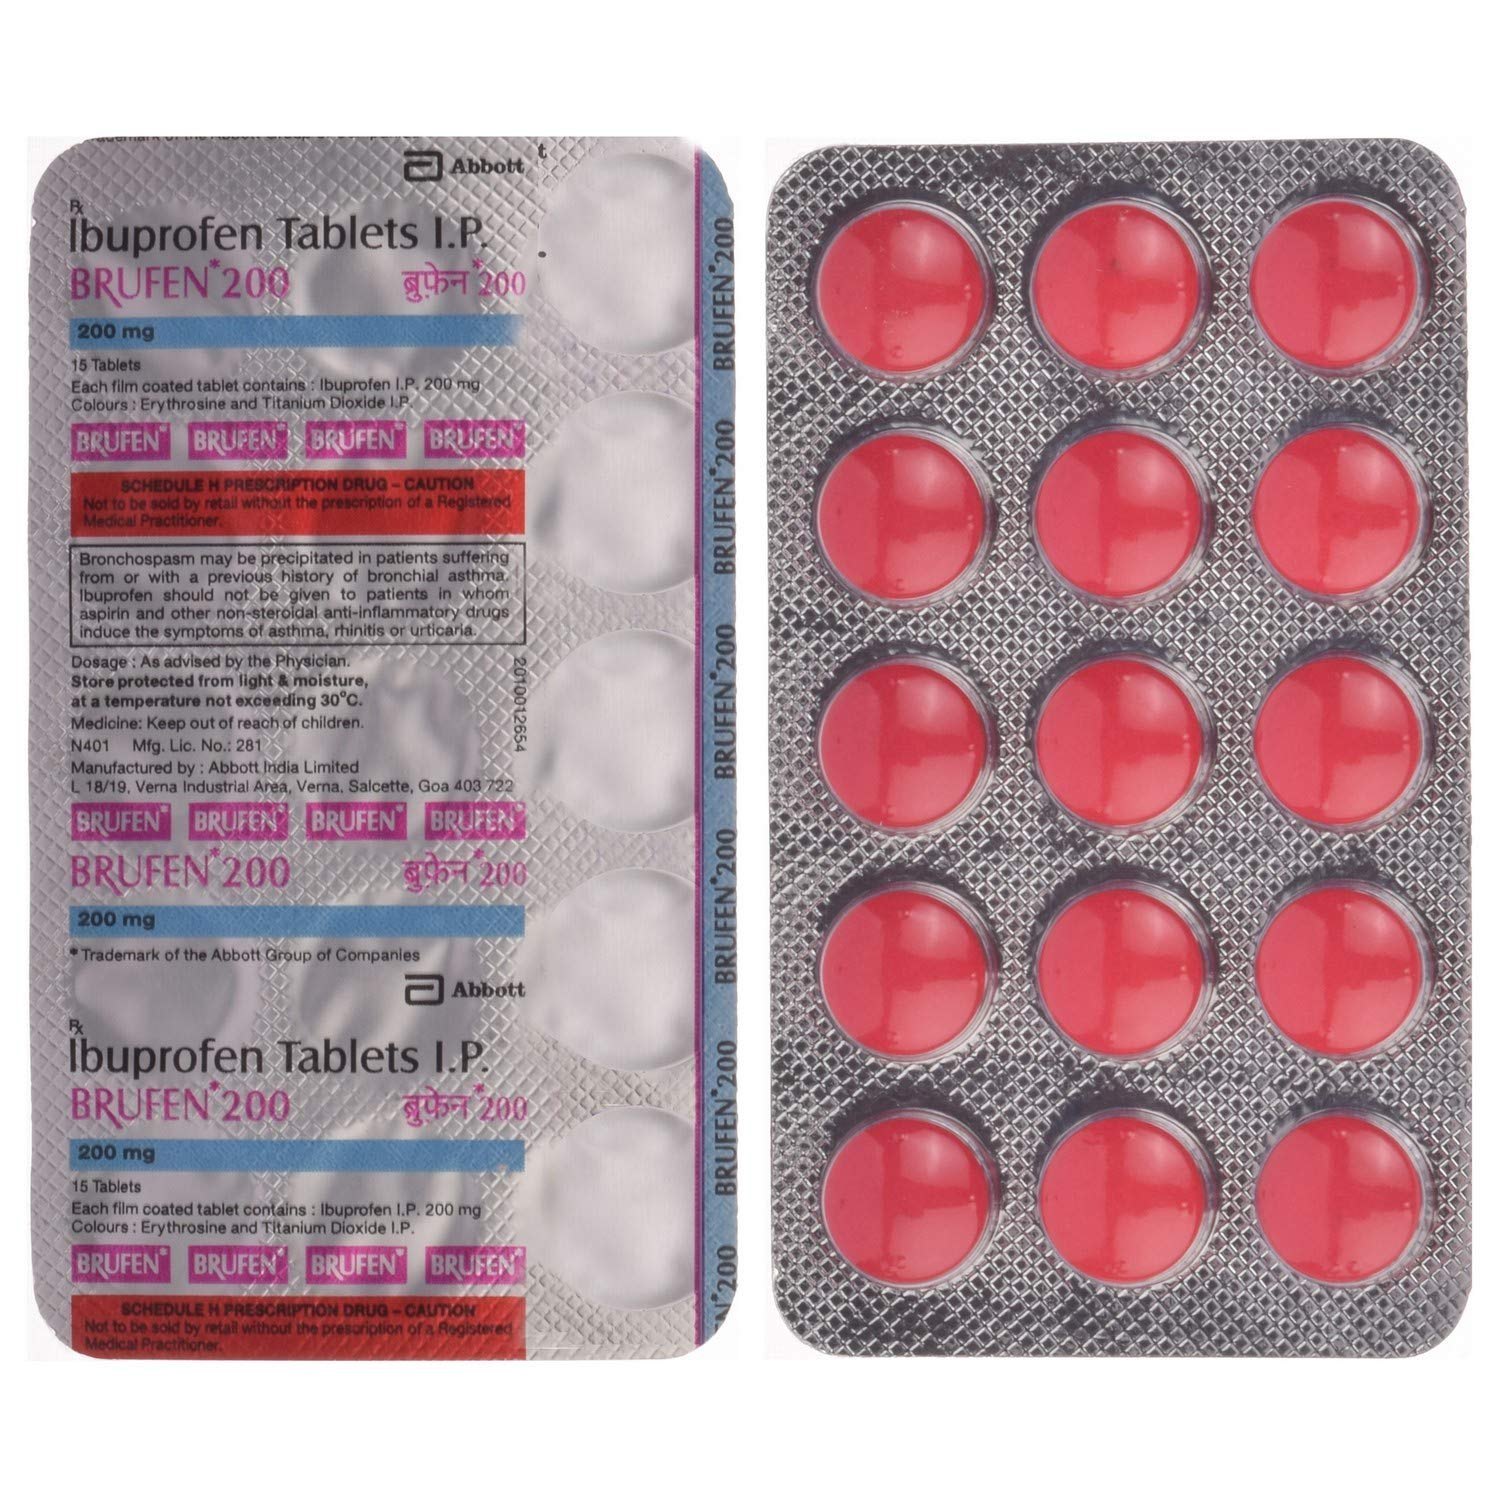 Trademark of the Abbott Group of Companies
Abbott
Rx
Ibuprofen Tablets I.P.
BRUFEN*200 ब्रुफ़ेन*200
200 mg
15 Tablets
Each film coated tablet contains : Ibuprofen I.P. 200 mg
Colours : Erythrosine and Titanium Dioxide I.P.
BRUFEN* BRUFEN* BRUFEN* BRUFEN*
SCHEDULE H PRESCRIPTION DRUG – CAUTION
Not to be sold by retail without the prescription of a Registered
Medical Practitioner.
Bronchospasm may be precipitated in patients suffering
from or with a previous history of bronchial asthma.
Ibuprofen should not be given to patients in whom
aspirin and other non-steroidal anti-inflammatory drugs
induce the symptoms of asthma, rhinitis or urticaria.
Dosage : As advised by the Physician.
Store protected from light & moisture,
at a temperature not exceeding 30°C.
Medicine: Keep out of reach of children.
N401 Mfg. Lic. No.: 281
Manufactured by : Abbott India Limited
L 18/19, Verna Industrial Area, Verna, Salcette, Goa 403 722
2010012654
BRUFEN* BRUFEN* BRUFEN* BRUFEN*
BRUFEN*200 ब्रुफ़ेन*200
200 mg
*Trademark of the Abbott Group of Companies
Abbott
Rx
Ibuprofen Tablets I.P.
BRUFEN*200 ब्रुफ़ेन*200
200 mg
15 Tablets
Each film coated tablet contains : Ibuprofen I.P. 200 mg
Colours : Erythrosine and Titanium Dioxide I.P.
BRUFEN* BRUFEN* BRUFEN* BRUFEN*
SCHEDULE H PRESCRIPTION DRUG – CAUTION
Not to be sold by retail without the prescription of a Registered
Medical Practitioner.
BRUFEN*200
BRUFEN*200
BRUFEN*200
BRUFEN*200
BRUFEN*200
N*200